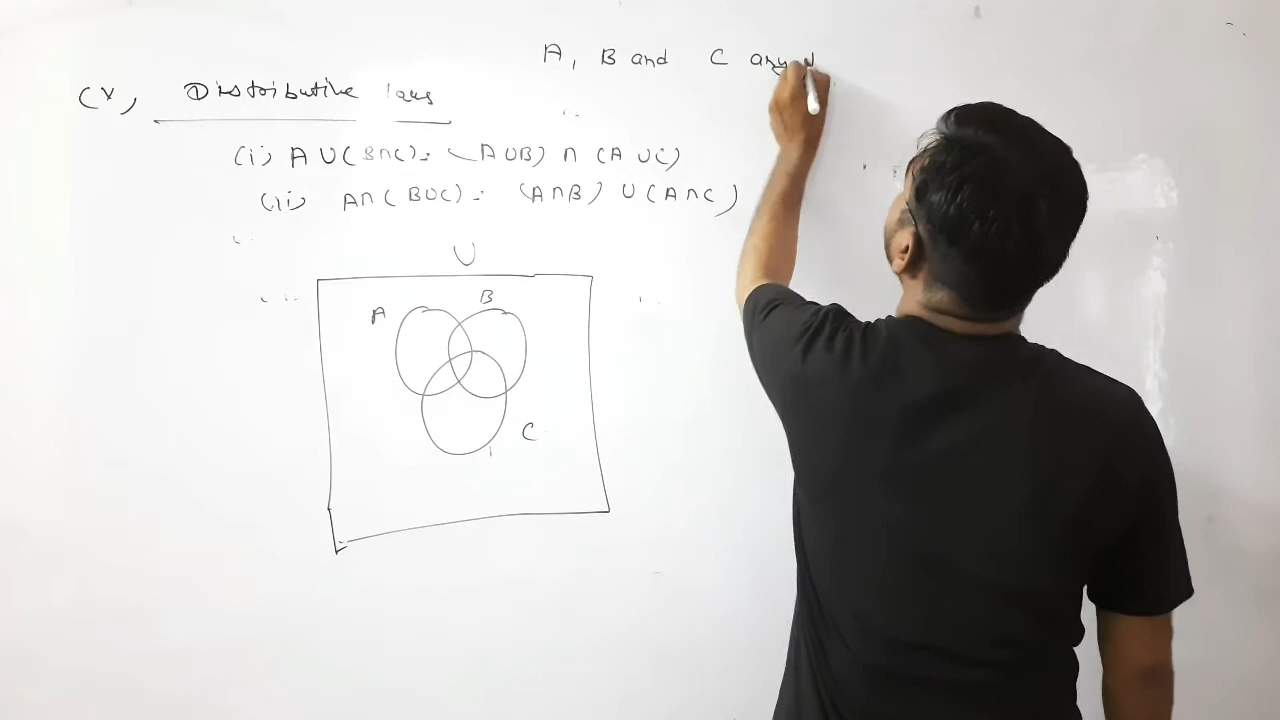 A, B and C any
(V) Distributive laws
(i) A ∪ (B∩C) = (A∪B) ∩ (A∪C)
(ii) A∩(B∪C) = (A∩B) ∪ (A∩C)
U
B
A
C